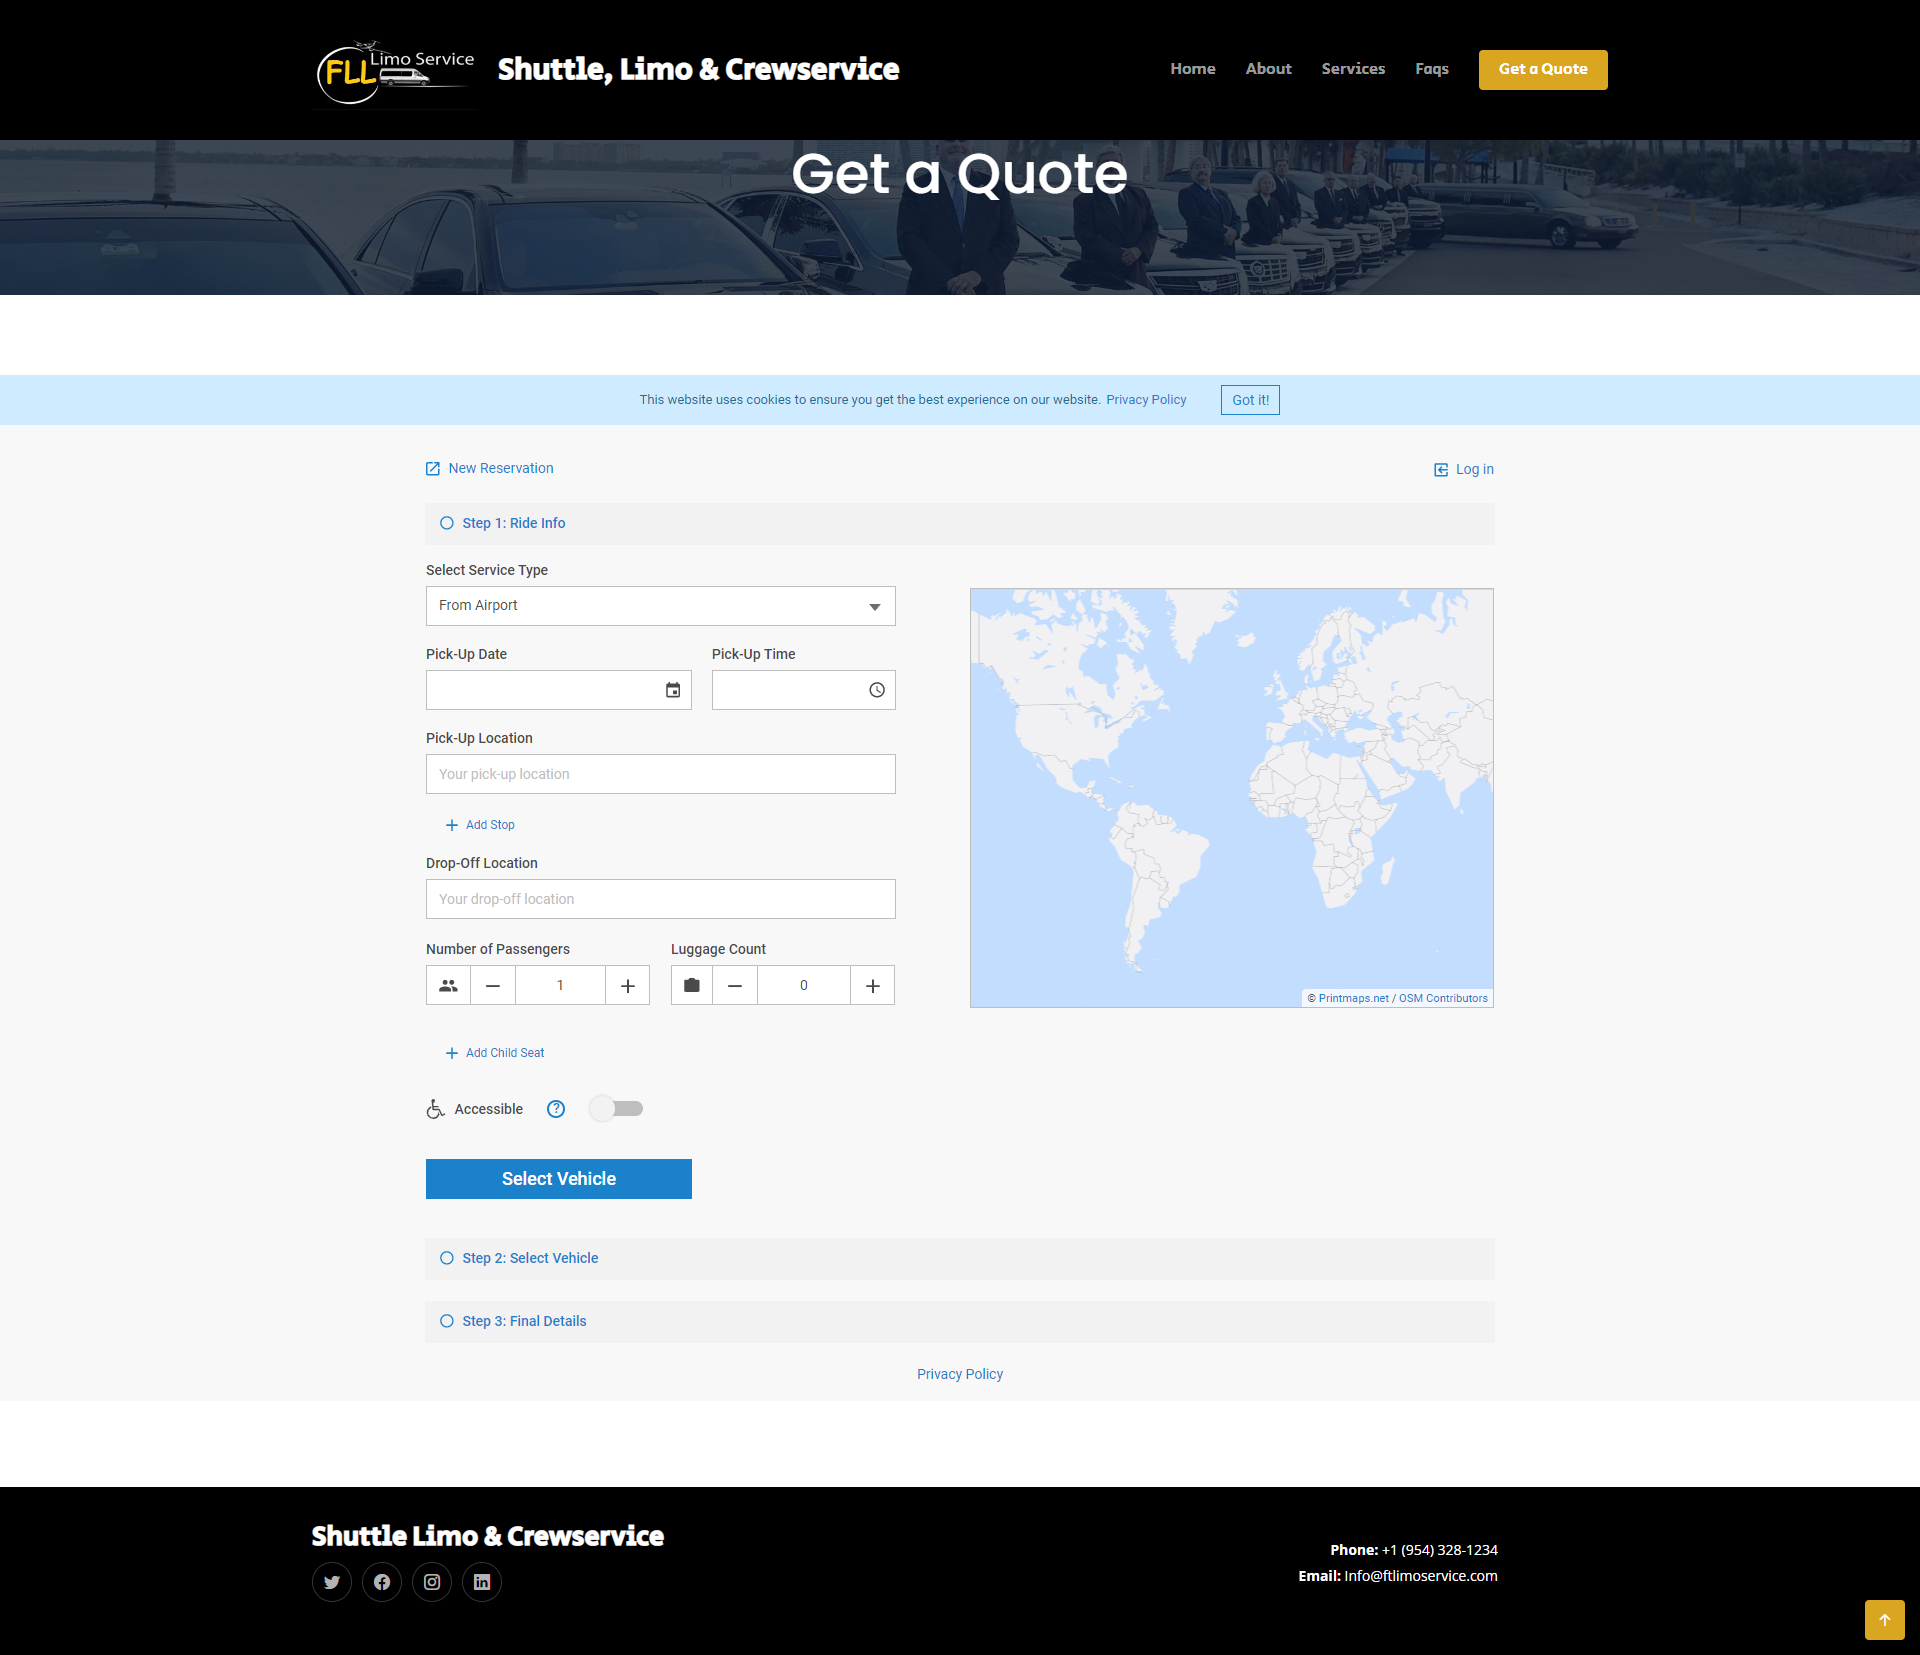 FLL Limo Service
Shuttle, Limo & Crewservice
Home About Services Faqs Get a Quote
Get a Quote
This website uses cookies to ensure you get the best experience on our website. Privacy Policy Got it!
New Reservation Log in
Step 1: Ride Info
Select Service Type
From Airport
Pick-Up Date Pick-Up Time
Pick-Up Location
Your pick-up location
Add Stop
Drop-Off Location
Your drop-off location
Number of Passengers Luggage Count
1 0
© Printmaps.net / OSM Contributors
Add Child Seat
Accessible
Select Vehicle
Step 2: Select Vehicle
Step 3: Final Details
Privacy Policy
Shuttle Limo & Crewservice
Phone: +1 (954) 328-1234
Email: Info@ftlimoservice.com